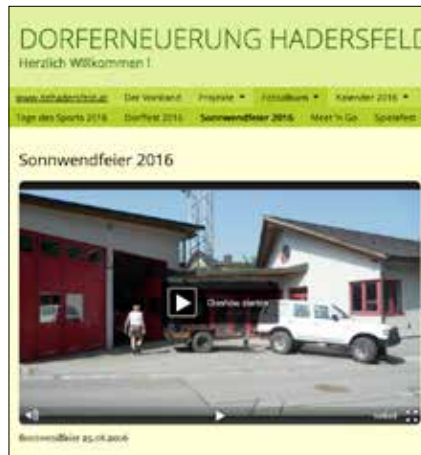 DORFERNEUERUNG HADERSFELD
Herzlich Willkommen !
Der Vorstand Projekte Fotoalbum Kalender 2016
Tage des Sports 2016 Dorffest 2016 Sonnwendfeier 2016 Meet 'n Go Spielefest
Sonnwendfeier 2016
Diashow starten
Sonnwendfeier 25.06.2016